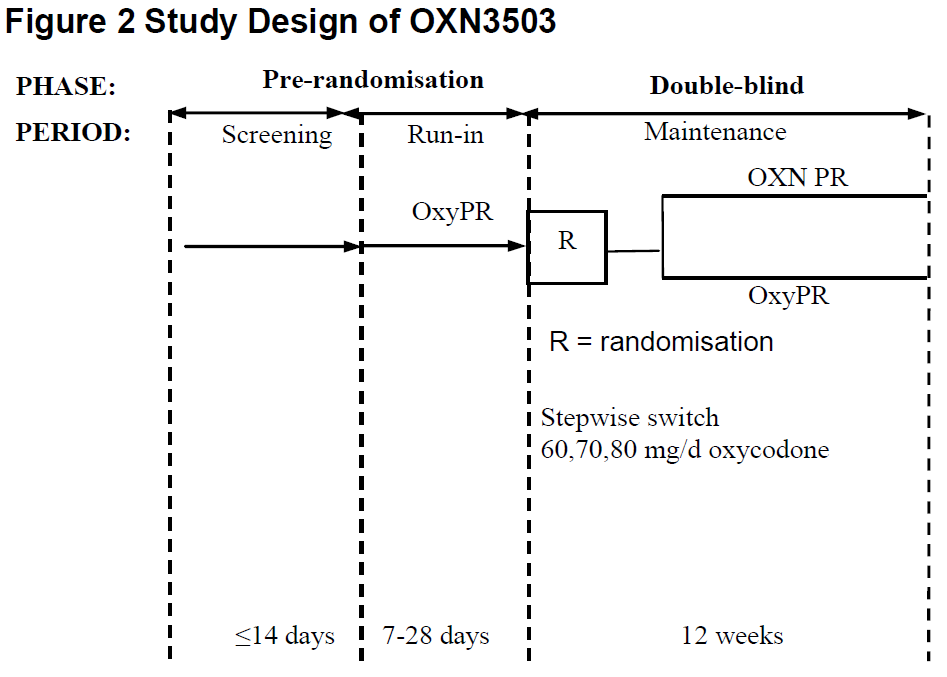 Figure 2 Study Design of OXN3503
PHASE: Pre-randomisation Double-blind
PERIOD: Screening Run-in Maintenance
OXN PR
OxyPR
R
OxyPR
R = randomisation
Stepwise switch
60,70,80 mg/d oxycodone
≤14 days 7-28 days 12 weeks